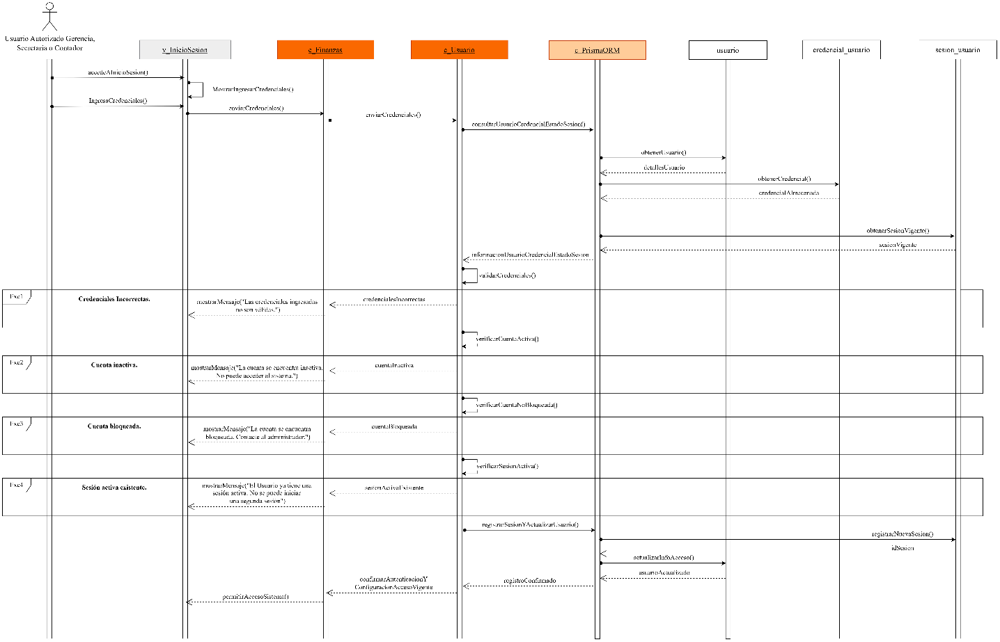 Usuario Autorizado Gerencia,
Secretaria o Contador
v_InicioSesion
c_Finanzas
c_Usuario
c_PrismaORM
usuario
credencial_usuario
sesion_usuario
accedeAInicioSesion()
MostrarIngresarCredenciales()
IngresaCredenciales()
enviarCredenciales()
enviarCredenciales()
consultarUsuarioCredencialEstadoSesion()
obtenerUsuario()
detallesUsuario
obtenerCredencial()
credencialAlmacenada
obtenerSesionVigente()
sesionVigente
informacionUsuarioCredencialEstadoSesion
validarCredenciales()
Exc1
Credenciales Incorrectas.
mostrarMensaje("Las credenciales ingresadas
no son válidas.")
credencialesIncorrectas
verificarCuentaActiva()
Exc2
Cuenta inactiva.
mostrarMensaje("La cuenta se encuentra inactiva.
No puede acceder al sistema.")
cuentaInactiva
verificarCuentaNoBloqueada()
Exc3
Cuenta bloqueada.
mostrarMensaje("La cuenta se encuentra
bloqueada. Contacte al administrador.")
cuentaBloqueada
verificarSesionActiva()
Exc4
Sesión activa existente.
mostrarMensaje("El Usuario ya tiene una
sesión activa. No se puede iniciar
una segunda sesion")
sesionActivaExistente
registrarSesionYActualizarUsuario()
registrarNuevaSesion()
idSesion
actualizarInfoAcceso()
usuarioActualizado
registroConfirmado
confirmarAutenticacionY
ConfiguracionAccesoVigente
permitirAccesoSistema()